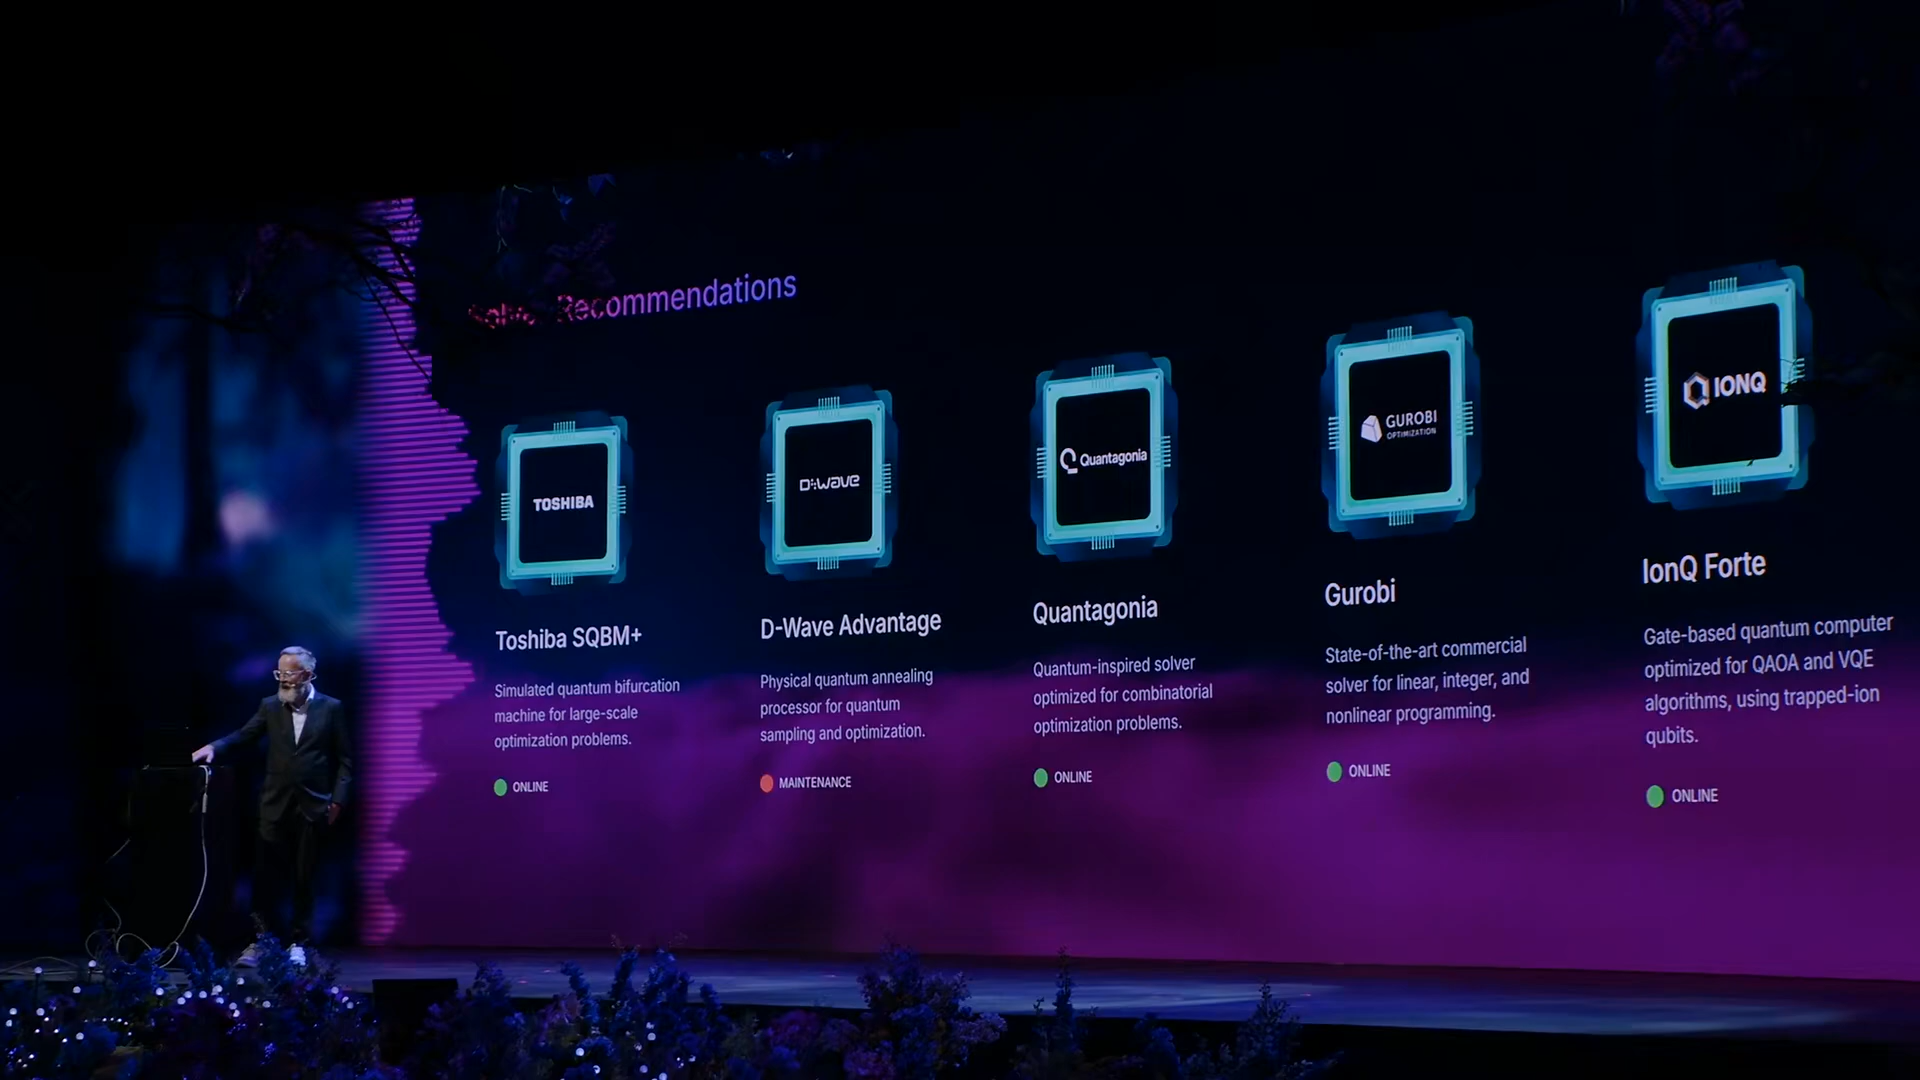 Solver Recommendations
TOSHIBA
Toshiba SQBM+
Simulated quantum bifurcation
machine for large-scale
optimization problems.
ONLINE
D:wave
D-Wave Advantage
Physical quantum annealing
processor for quantum
sampling and optimization.
MAINTENANCE
Quantagonia
Quantagonia
Quantum-inspired solver
optimized for combinatorial
optimization problems.
ONLINE
GUROBI
OPTIMIZATION
Gurobi
State-of-the-art commercial
solver for linear, integer, and
nonlinear programming.
ONLINE
IONQ
IonQ Forte
Gate-based quantum computer
optimized for QAOA and VQE
algorithms, using trapped-ion
qubits.
ONLINE